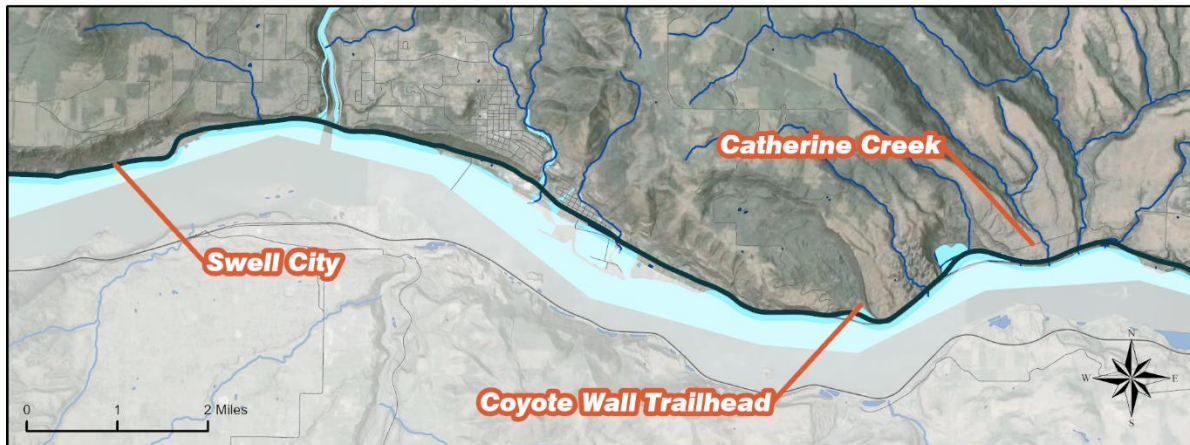 Catherine Creek
Swell City
Coyote Wall Trailhead
N
W E
S
0 1 2 Miles